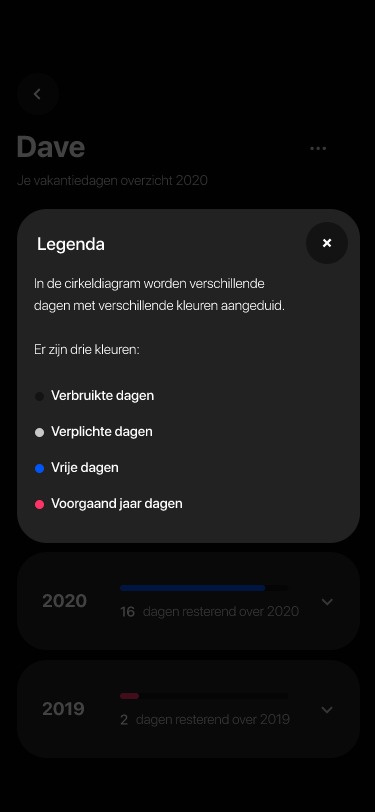 Dave
Je vakantiedagen overzicht 2020
Legenda
In de cirkeldiagram worden verschillende
dagen met verschillende kleuren aangeduid.
Er zijn drie kleuren:
Verbruikte dagen
Verplichte dagen
Vrije dagen
Voorgaand jaar dagen
2020
16 dagen resterend over 2020
2019
2 dagen resterend over 2019